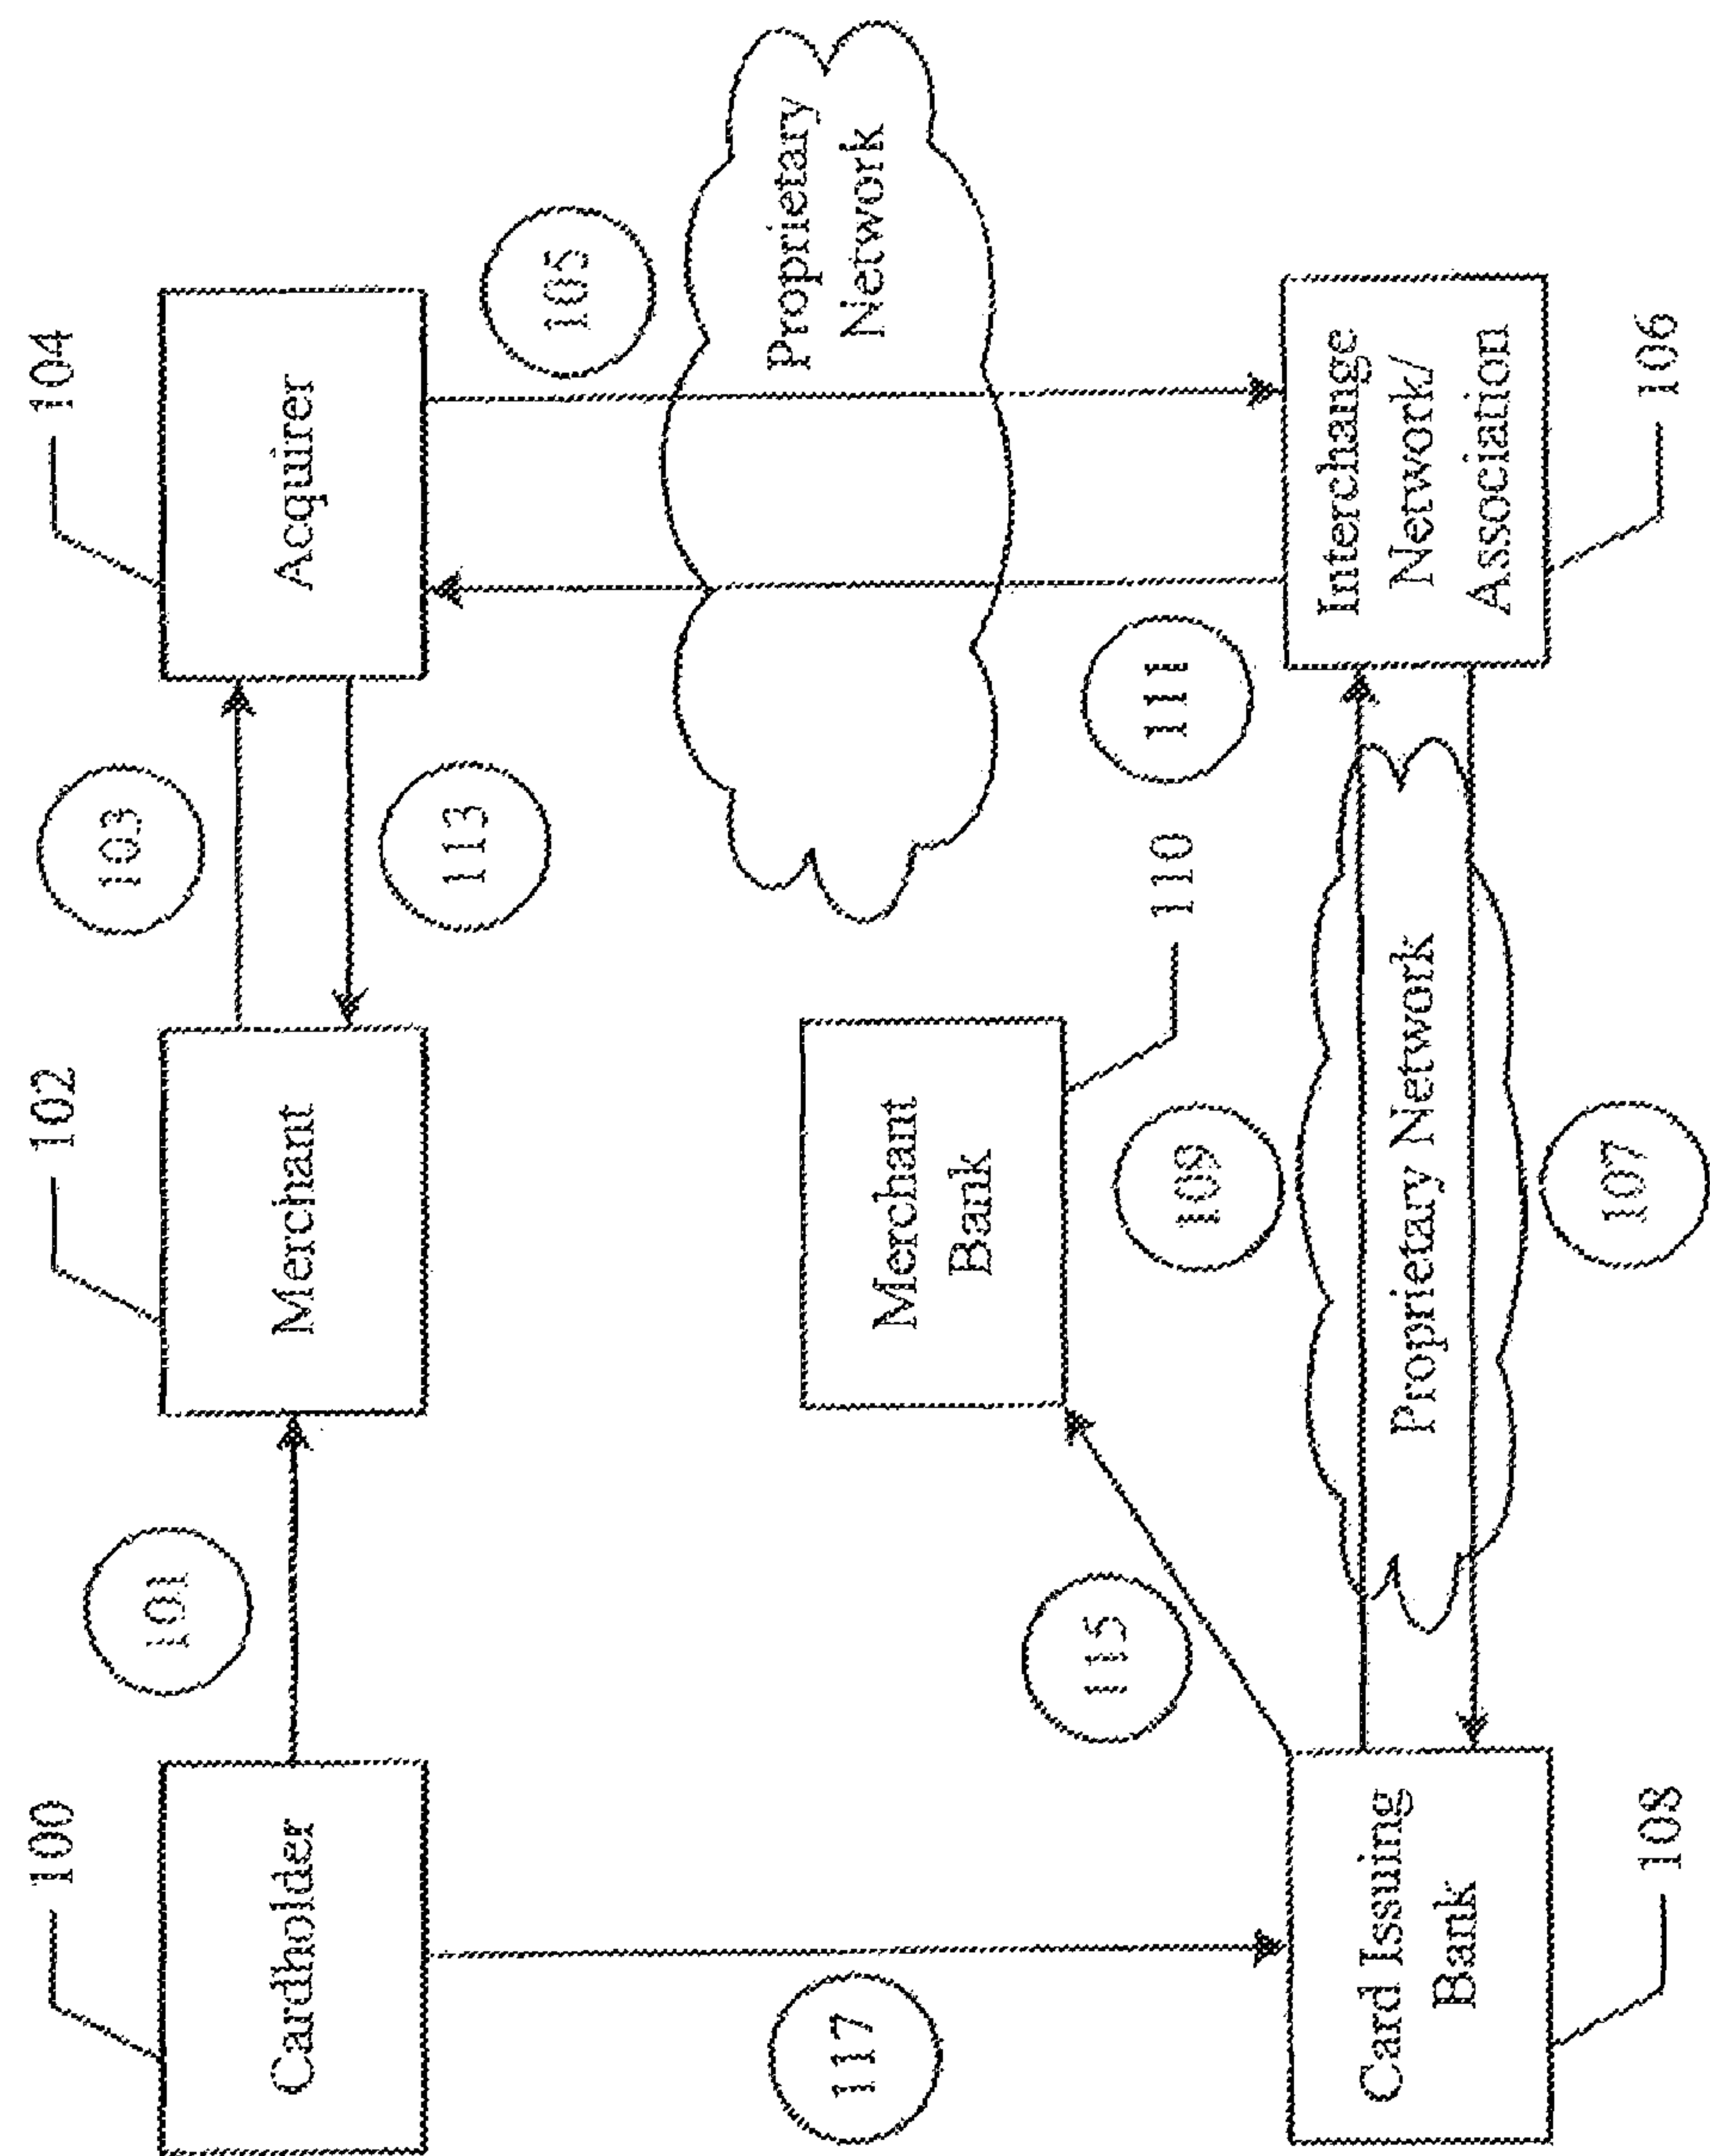 100
102
104
Cardholder
101
Merchant
103
Acquirer
113
105
117
Merchant
Bank
110
Proprietary
Network
115
109
111
Card Issuing
Bank
Proprietary Network
Interchange
Network/
Association
107
108
106